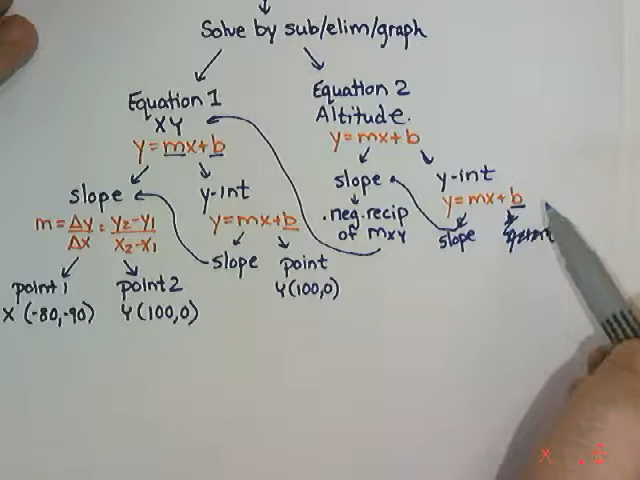 Solve by sub/elim/graph
Equation 1
XY
y = mx + b
slope
m = Δy = y2 - y1
Δx x2 - x1
point 1
X (-80,-90)
point 2
Y (100,0)
y-int
y = mx + b
slope
point
Y (100,0)
Equation 2
Altitude.
y = mx + b
slope
neg. recip
of mxy
y-int
y = mx + b
slope